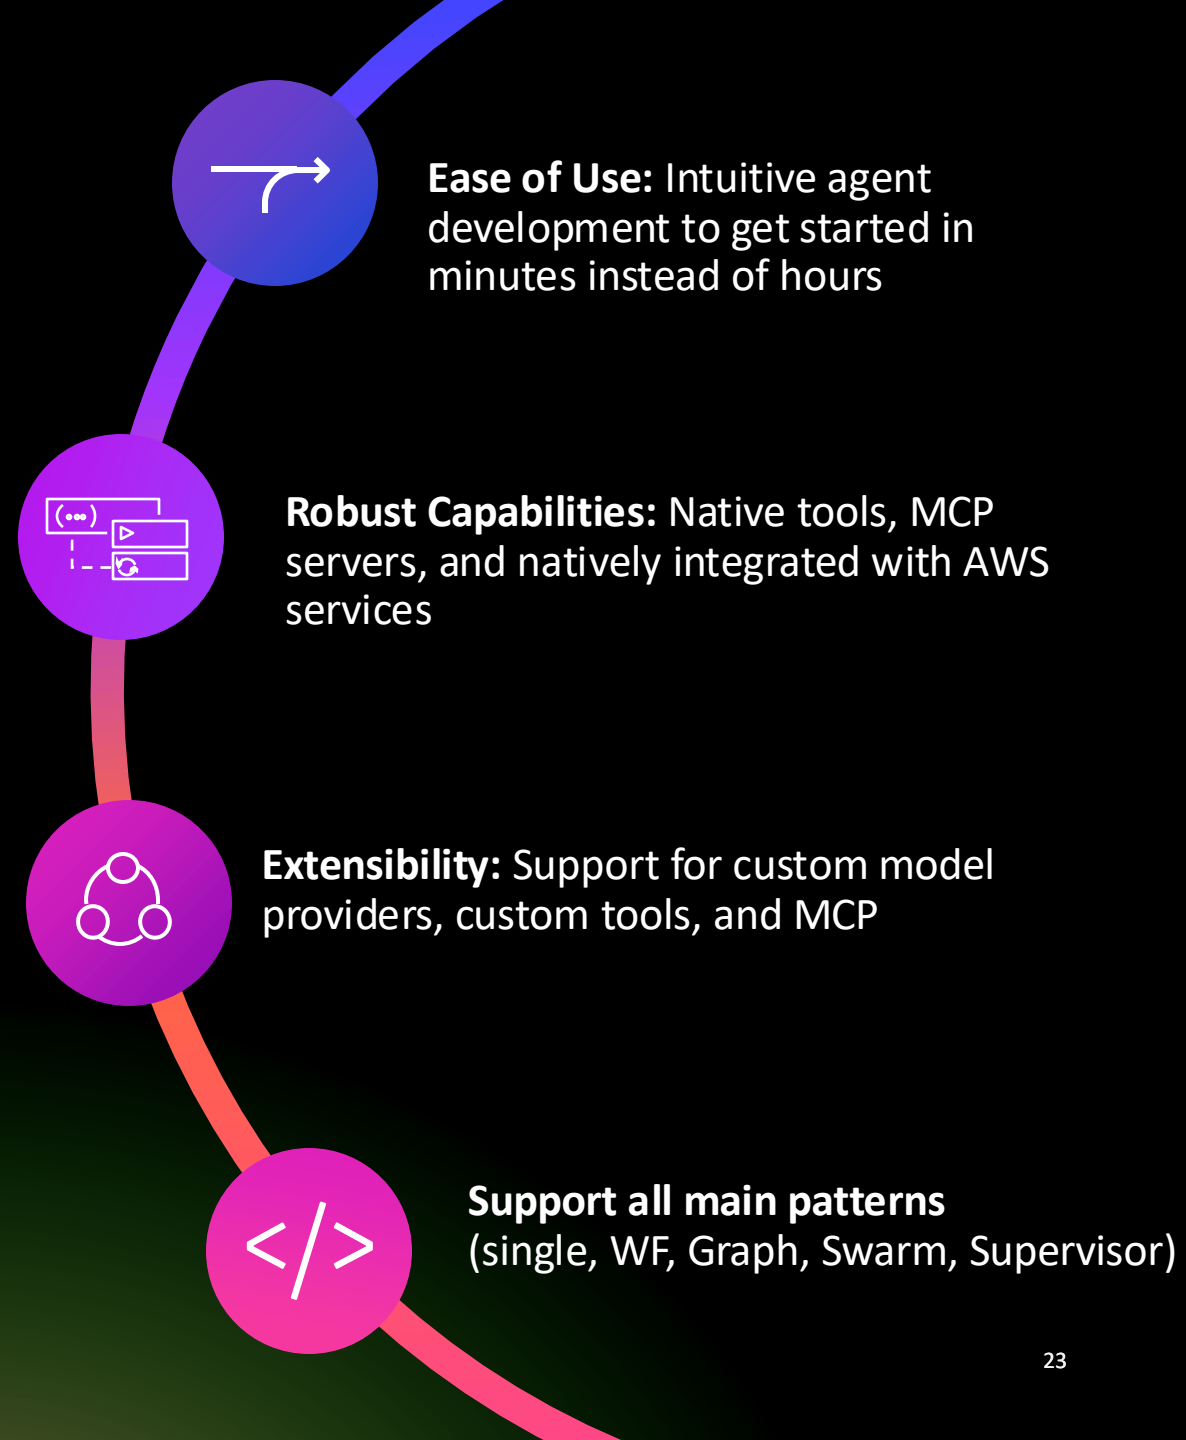 Ease of Use: Intuitive agent
development to get started in
minutes instead of hours
Robust Capabilities: Native tools, MCP
servers, and natively integrated with AWS
services
Extensibility: Support for custom model
providers, custom tools, and MCP
Support all main patterns
(single, WF, Graph, Swarm, Supervisor)
23